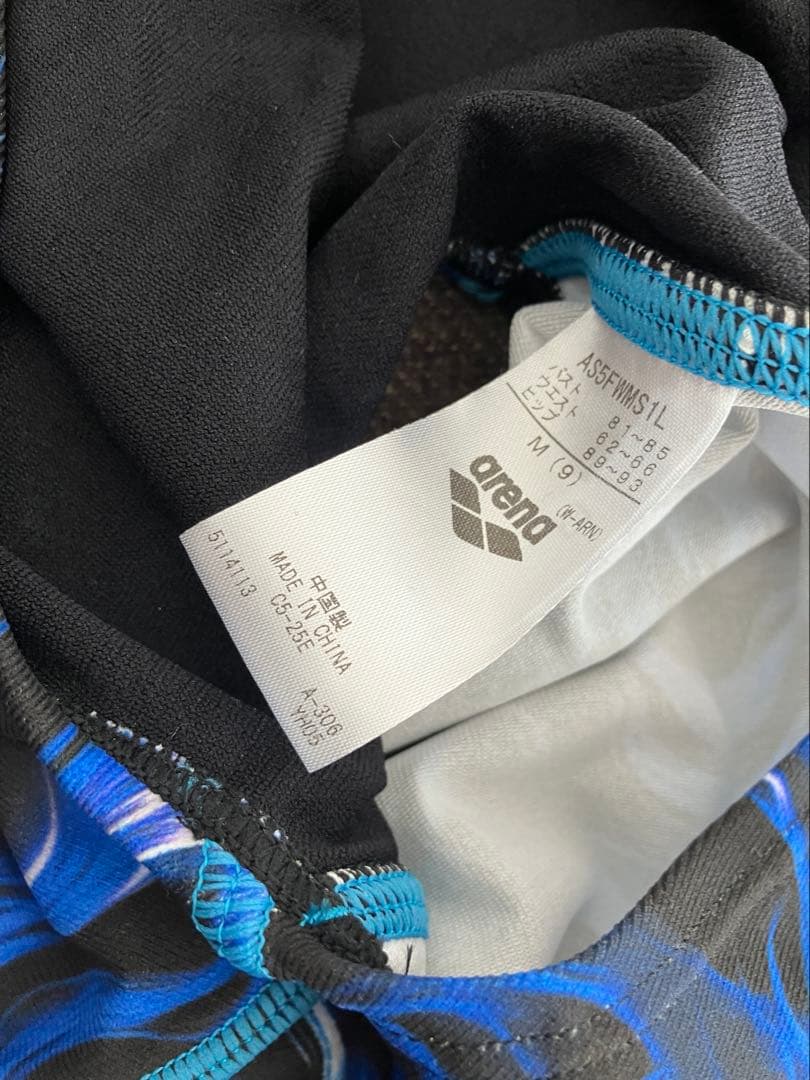 AS5FWMS1L
バスト 81~85
ウエスト 62~66
ヒップ 89~93
M (9)
arena
(W-ARN)
中国製
MADE IN CHINA
C5-25E
5114113
A-306
YH05